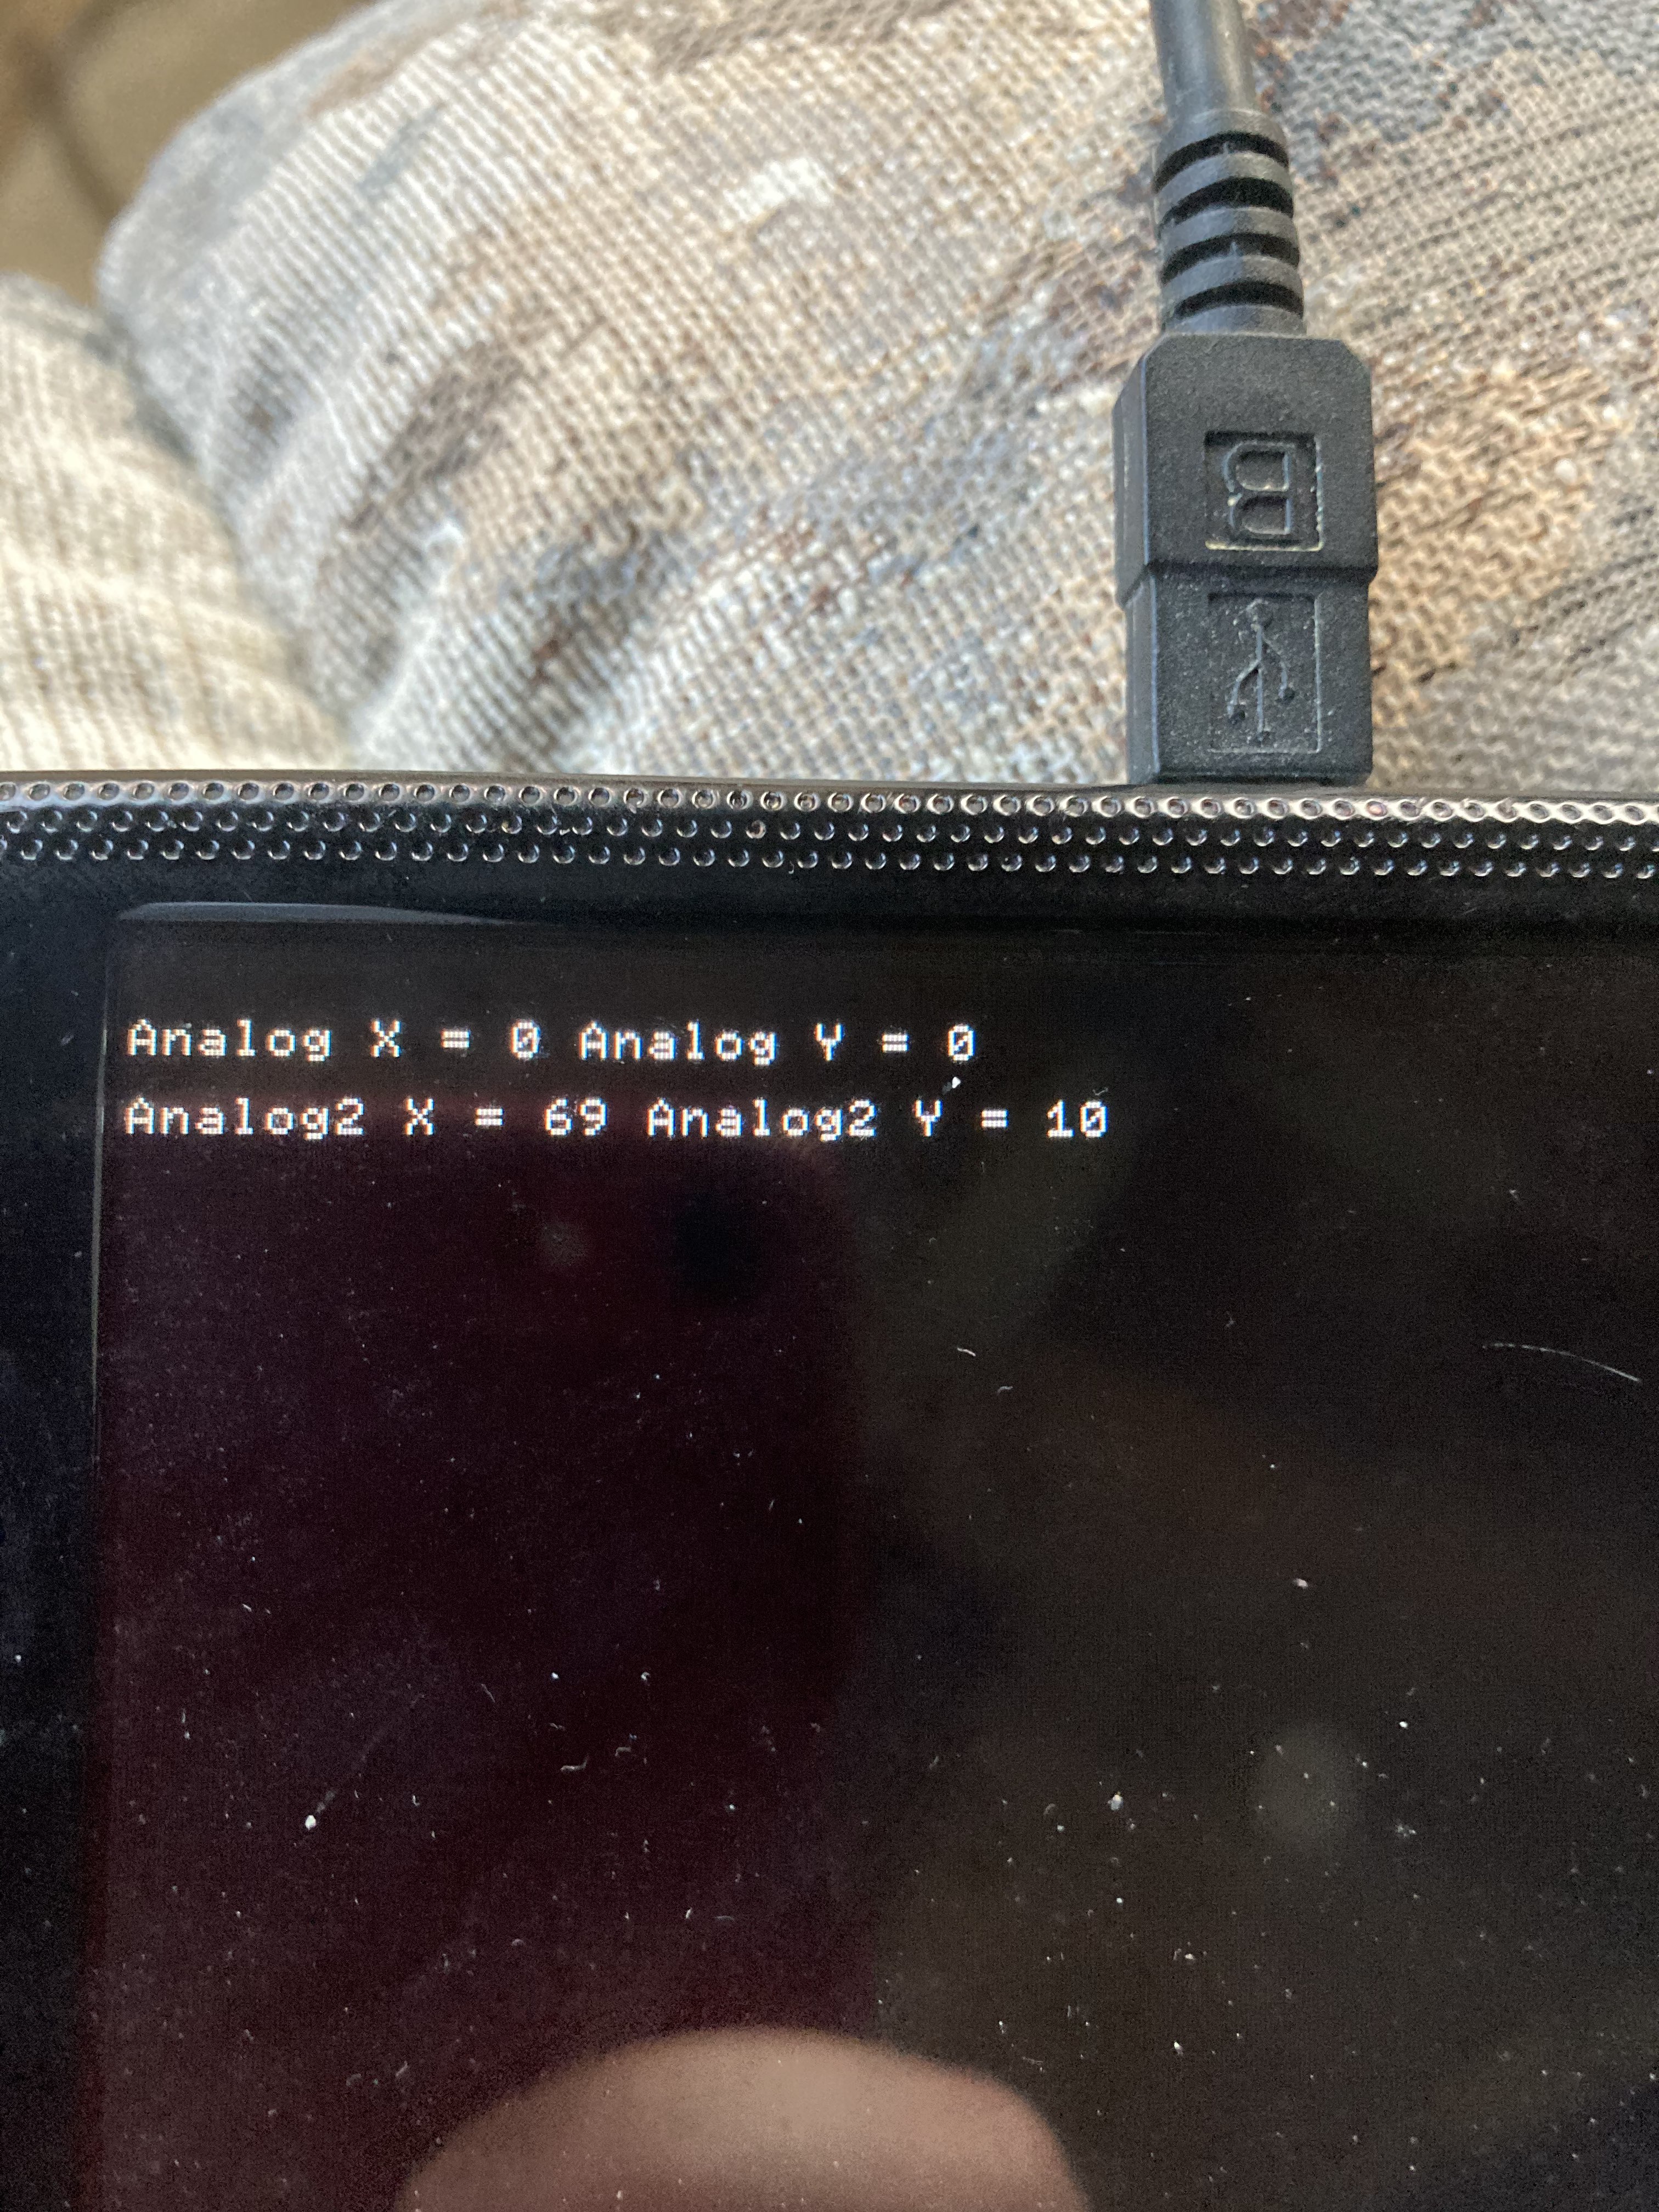 B
Analog X = 0 Analog Y = 0
Analog2 X = 69 Analog2 Y = 10